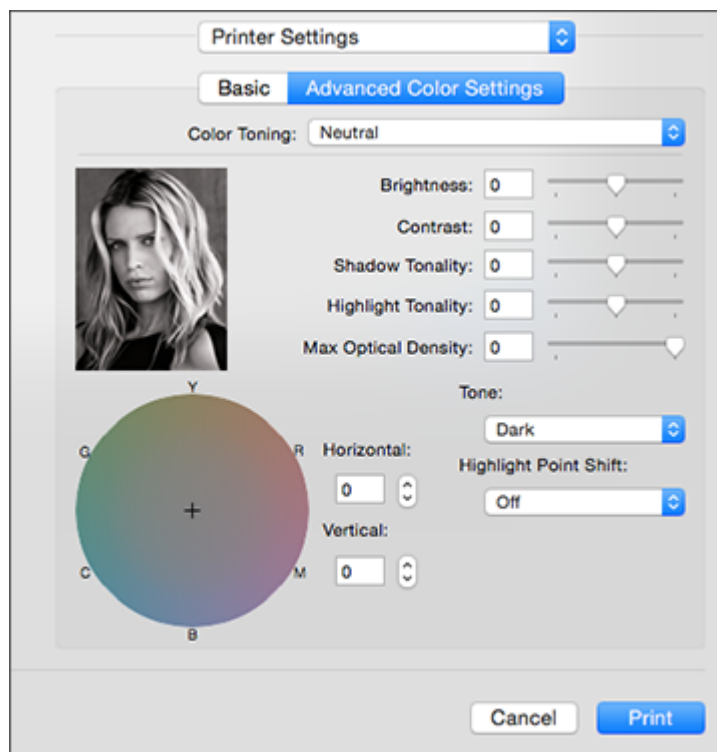 Printer Settings
Basic Advanced Color Settings
Color Toning: Neutral
Brightness: 0
Contrast: 0
Shadow Tonality: 0
Highlight Tonality: 0
Max Optical Density: 0
Y
G
R
C
M
B
Horizontal:
0
Vertical:
0
Tone:
Dark
Highlight Point Shift:
Off
Cancel Print